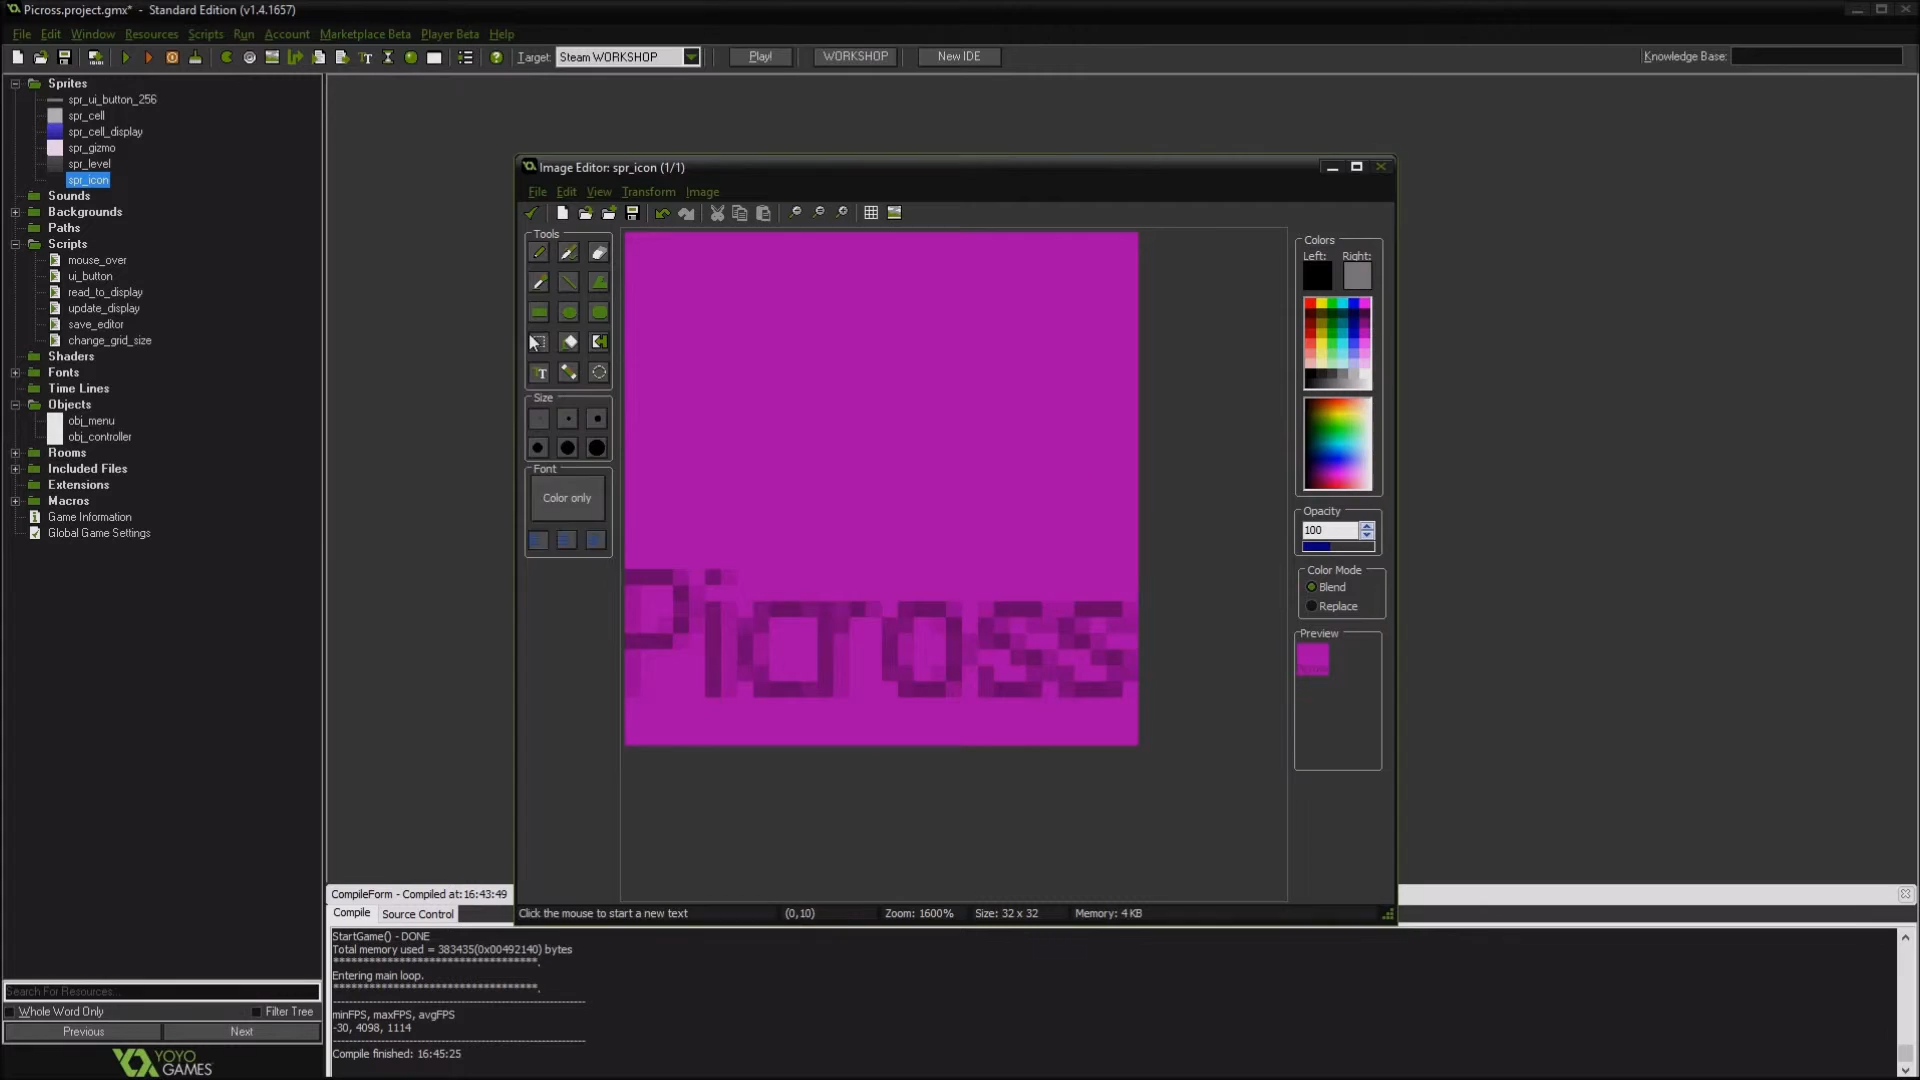 Picross.project.gmx* - Standard Edition (v1.4.1657)
File Edit Window Resources Scripts Run Account Marketplace Beta Player Beta Help
Target: Steam WORKSHOP Play! WORKSHOP New IDE Knowledge Base:
Sprites
spr_ui_button_256
spr_cell
spr_cell_display
spr_gizmo
spr_level
spr_icon
Sounds
Backgrounds
Paths
Scripts
mouse_over
ui_button
read_to_display
update_display
save_editor
change_grid_size
Shaders
Fonts
Time Lines
Objects
obj_menu
obj_controller
Rooms
Included Files
Extensions
Macros
Game Information
Global Game Settings
Search For Resources...
Whole Word Only Filter Tree
Previous Next
YOYO
GAMES
Image Editor: spr_icon (1/1)
File Edit View Transform Image
Tools
Size
Font
Color only
Picross
Colors
Left: Right:
Opacity
100
Color Mode
Blend
Replace
Preview
Click the mouse to start a new text (0,10) Zoom: 1600% Size: 32 x 32 Memory: 4 KB
CompileForm - Compiled at:16:43:49
Compile Source Control
StartGame() - DONE
Total memory used = 383435(0x00492140) bytes
**********************************.
Entering main loop.
**********************************.
minFPS, maxFPS, avgFPS
-30, 4098, 1114
Compile finished: 16:45:25